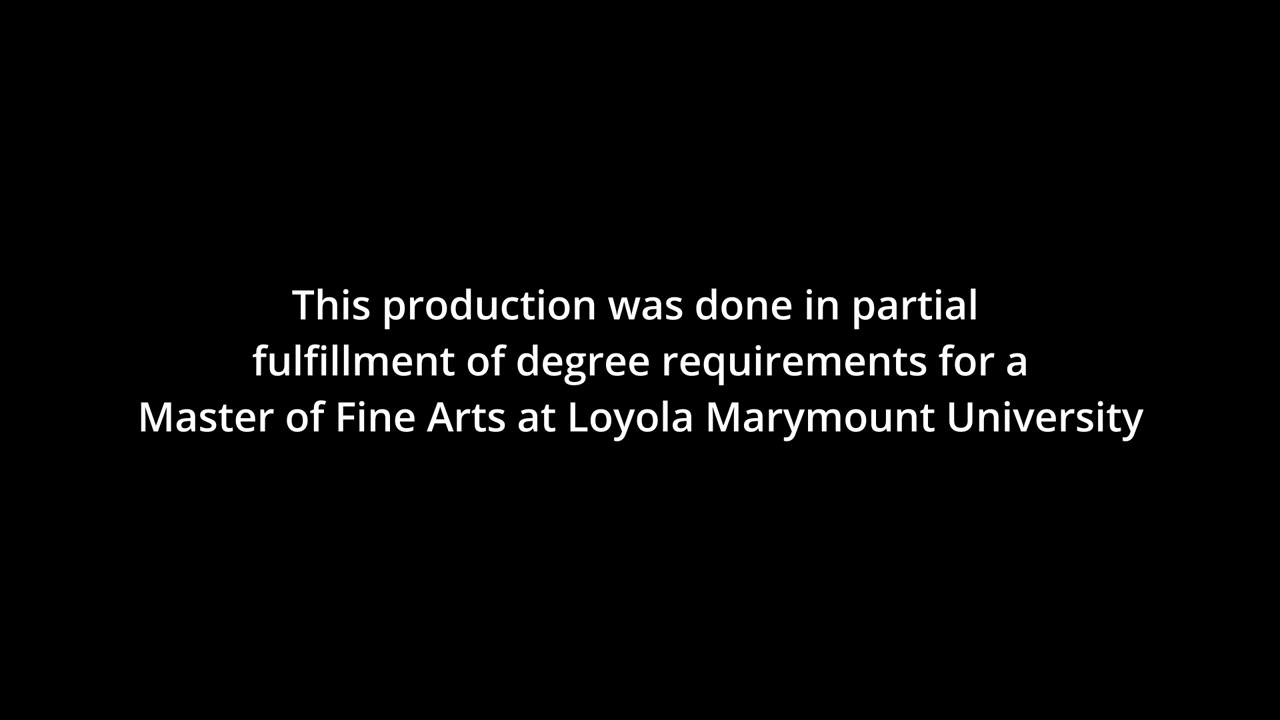 This production was done in partial
fulfillment of degree requirements for a
Master of Fine Arts at Loyola Marymount University